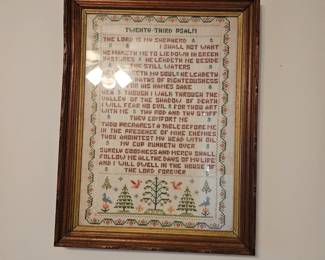 TWENTY-THIRD PSALM
THE LORD IS MY SHEPHERD
I SHALL NOT WANT
HE MAKETH ME TO LIE DOWN IN GREEN
PASTURES HE LEADETH ME BESIDE
THE STILL WATERS
RESTORETH MY SOUL HE LEADETH
PATHS OF RIGHTEOUSNESS
FOR HIS NAMES SAKE
THOUGH I WALK THROUGH THE
VALLEY OF THE SHADOW OF DEATH
I WILL FEAR NO EVIL FOR THOU ART
WITH ME THY ROD AND THY STAFF
THEY COMFORT ME
THOU PREPAREST A TABLE BEFORE ME
IN THE PRESENCE OF MINE ENEMIES
THOU ANOINTEST MY HEAD WITH OIL
MY CUP RUNNETH OVER
SURELY GOODNESS AND MERCY SHALL
FOLLOW ME ALL THE DAYS OF MY LIFE
AND I WILL DWELL IN THE HOUSE OF
THE LORD FOREVER